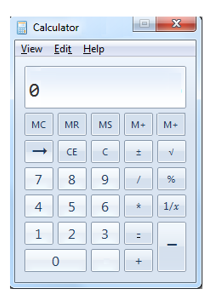 Calculator
View Edit Help
0
MC MR MS M+ M+
→ CE C ± √
7 8 9 / %
4 5 6 * 1/x
1 2 3 = −
0 +